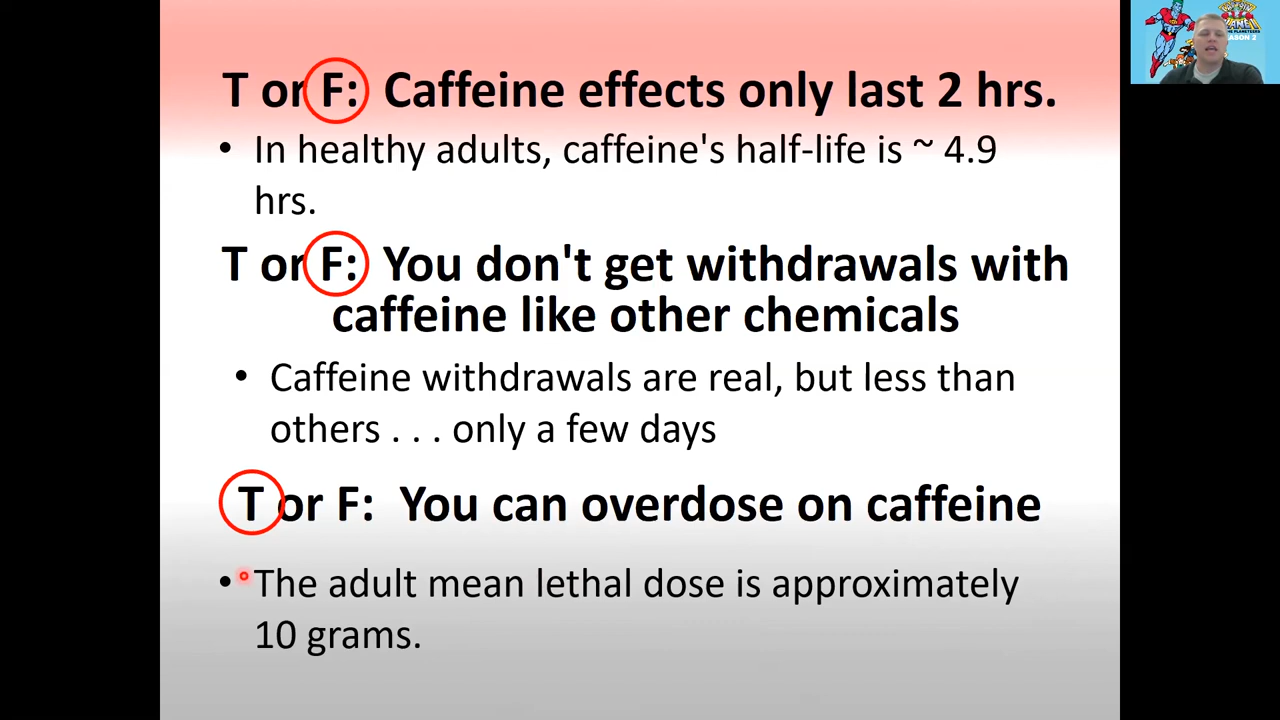 T or F: Caffeine effects only last 2 hrs.
• In healthy adults, caffeine's half-life is ~ 4.9
hrs.
T or F: You don't get withdrawals with
caffeine like other chemicals
• Caffeine withdrawals are real, but less than
others . . . only a few days
T or F: You can overdose on caffeine
• The adult mean lethal dose is approximately
10 grams.